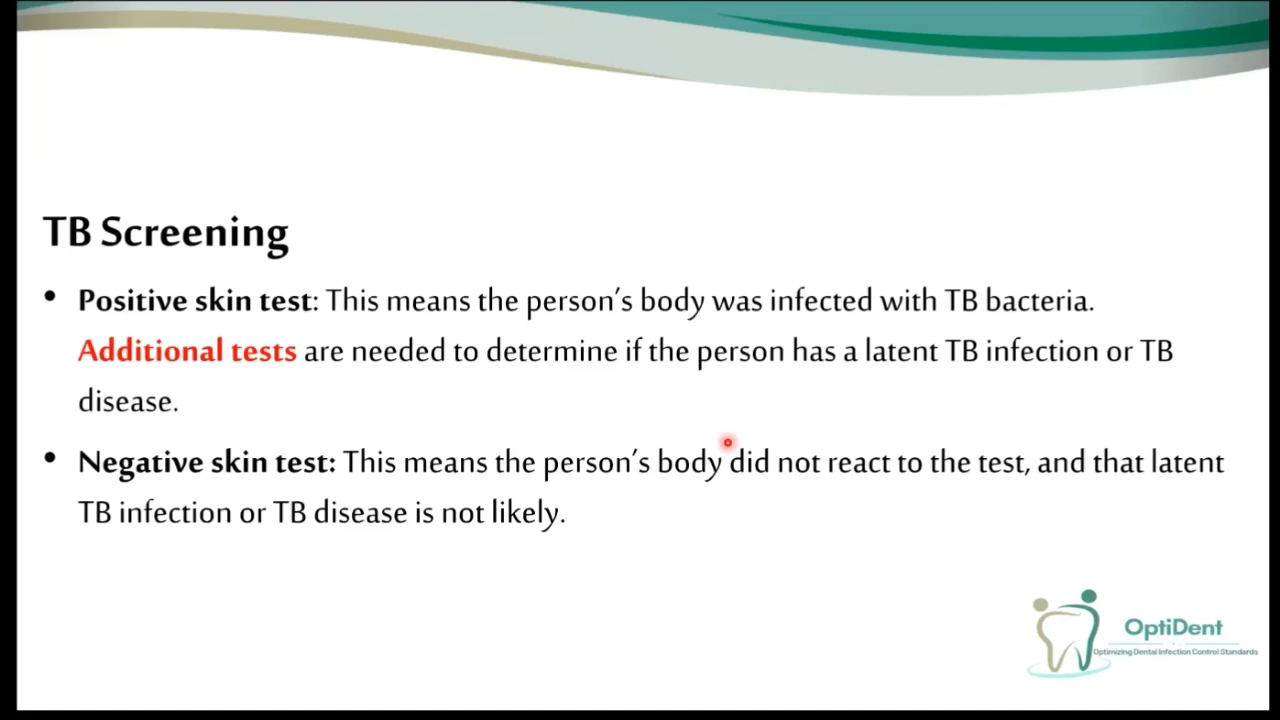 TB Screening
• Positive skin test: This means the person’s body was infected with TB bacteria.
Additional tests are needed to determine if the person has a latent TB infection or TB
disease.
• Negative skin test: This means the person’s body did not react to the test, and that latent
TB infection or TB disease is not likely.
OptiDent
Optimizing Dental Infection Control Standards